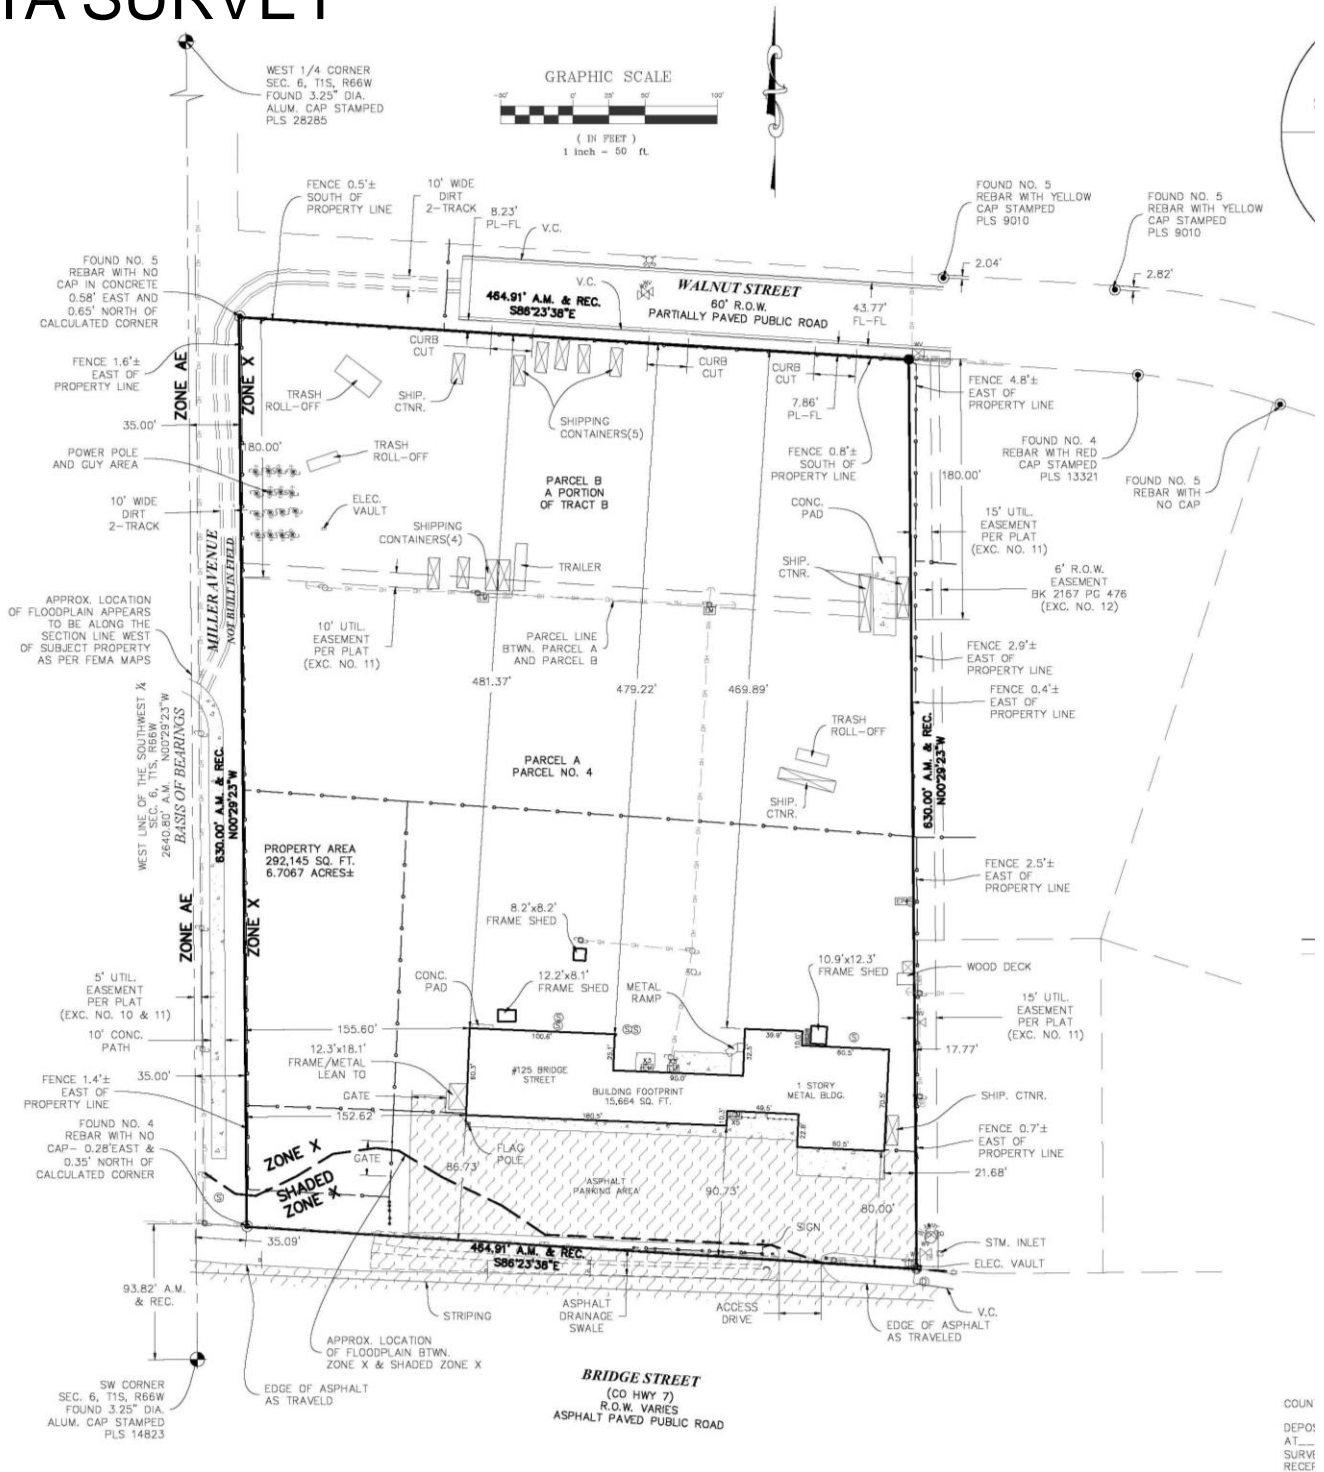 TA SURVEY
WEST 1/4 CORNER
SEC. 6, T1S, R66W
FOUND 3.25" DIA.
ALUM. CAP STAMPED
PLS 28285
GRAPHIC SCALE
0'
25'
50'
100'
( IN FEET )
1 inch = 50 ft.
FENCE 0.5'±
SOUTH OF
PROPERTY LINE
10' WIDE
DIRT
2-TRACK
8.23'
PL-FL
V.C.
FOUND NO. 5
REBAR WITH YELLOW
CAP STAMPED
PLS 9010
FOUND NO. 5
REBAR WITH YELLOW
CAP STAMPED
PLS 9010
2.04'
2.82'
FOUND NO. 5
REBAR WITH NO
CAP IN CONCRETE
0.58' EAST AND
0.65' NORTH OF
CALCULATED CORNER
V.C.
WALNUT STREET
60' R.O.W.
PARTIALLY PAVED PUBLIC ROAD
464.91' A.M. & REC.
S86°23'38"E
43.77'
FL-FL
FENCE 1.6'±
EAST OF
PROPERTY LINE
ZONE AE
ZONE X
35.00'
TRASH
ROLL-OFF
CURB
CUT
SHIP.
CTNR.
SHIPPING
CONTAINERS(5)
CURB
CUT
CURB
CUT
7.86'
PL-FL
FENCE 4.8'±
EAST OF
PROPERTY LINE
FOUND NO. 4
REBAR WITH RED
CAP STAMPED
PLS 13321
FOUND NO. 5
REBAR WITH
NO CAP
180.00'
POWER POLE
AND GUY AREA
TRASH
ROLL-OFF
FENCE 0.8'±
SOUTH OF
PROPERTY LINE
180.00'
PARCEL B
A PORTION
OF TRACT B
10' WIDE
DIRT
2-TRACK
ELEC.
VAULT
SHIPPING
CONTAINERS(4)
TRAILER
CONC.
PAD
SHIP.
CTNR.
15' UTIL.
EASEMENT
PER PLAT
(EXC. NO. 11)
6' R.O.W.
EASEMENT
BK 2167 PG 476
(EXC. NO. 12)
MILLER AVENUE
NOT BUILT IN FIELD
APPROX. LOCATION
OF FLOODPLAIN APPEARS
TO BE ALONG THE
SECTION LINE WEST
OF SUBJECT PROPERTY
AS PER FEMA MAPS
10' UTIL.
EASEMENT
PER PLAT
(EXC. NO. 11)
PARCEL LINE
BTWN. PARCEL A
AND PARCEL B
481.37'
479.22'
469.89'
FENCE 2.9'±
EAST OF
PROPERTY LINE
FENCE 0.4'±
EAST OF
PROPERTY LINE
WEST LINE OF THE SOUTHWEST ¼
SEC. 6, T1S, R66W
2640.80' A.M. N00°29'23"W
BASIS OF BEARINGS
630.00' A.M. & REC.
N00°29'23"W
TRASH
ROLL-OFF
SHIP.
CTNR.
PARCEL A
PARCEL NO. 4
630.00' A.M. & REC.
N00°29'23"W
PROPERTY AREA
292,145 SQ. FT.
6.7067 ACRES±
FENCE 2.5'±
EAST OF
PROPERTY LINE
ZONE AE
ZONE X
8.2'x8.2'
FRAME SHED
5' UTIL.
EASEMENT
PER PLAT
(EXC. NO. 10 & 11)
10' CONC.
PATH
CONC.
PAD
12.2'x8.1'
FRAME SHED
METAL
RAMP
10.9'x12.3'
FRAME SHED
WOOD DECK
15' UTIL.
EASEMENT
PER PLAT
(EXC. NO. 11)
155.60'
100.6'
39.9'
60.5'
17.77'
12.3'x18.1'
FRAME/METAL
LEAN TO
#125 BRIDGE
STREET
90.0'
32.5'
BUILDING FOOTPRINT
15,664 SQ. FT.
1 STORY
METAL BLDG.
35.00'
FENCE 1.4'±
EAST OF
PROPERTY LINE
GATE
152.62'
180.5'
49.5'
60.5'
SHIP. CTNR.
FENCE 0.7'±
EAST OF
PROPERTY LINE
21.68'
FOUND NO. 4
REBAR WITH NO
CAP- 0.28'EAST &
0.35' NORTH OF
CALCULATED CORNER
ZONE X
SHADED
ZONE X
GATE
FLAG
POLE
86.73'
ASPHALT
PARKING AREA
90.73'
80.00'
SIGN
35.09'
464.91' A.M. & REC.
S86°23'38"E
STM. INLET
ELEC. VAULT
93.82' A.M.
& REC.
STRIPING
ASPHALT
DRAINAGE
SWALE
ACCESS
DRIVE
V.C.
EDGE OF ASPHALT
AS TRAVELED
APPROX. LOCATION
OF FLOODPLAIN BTWN.
ZONE X & SHADED ZONE X
EDGE OF ASPHALT
AS TRAVELD
SW CORNER
SEC. 6, T1S, R66W
FOUND 3.25" DIA.
ALUM. CAP STAMPED
PLS 14823
BRIDGE STREET
(CO HWY 7)
R.O.W. VARIES
ASPHALT PAVED PUBLIC ROAD
COUN
DEPOS
AT
SURVE
RECEP